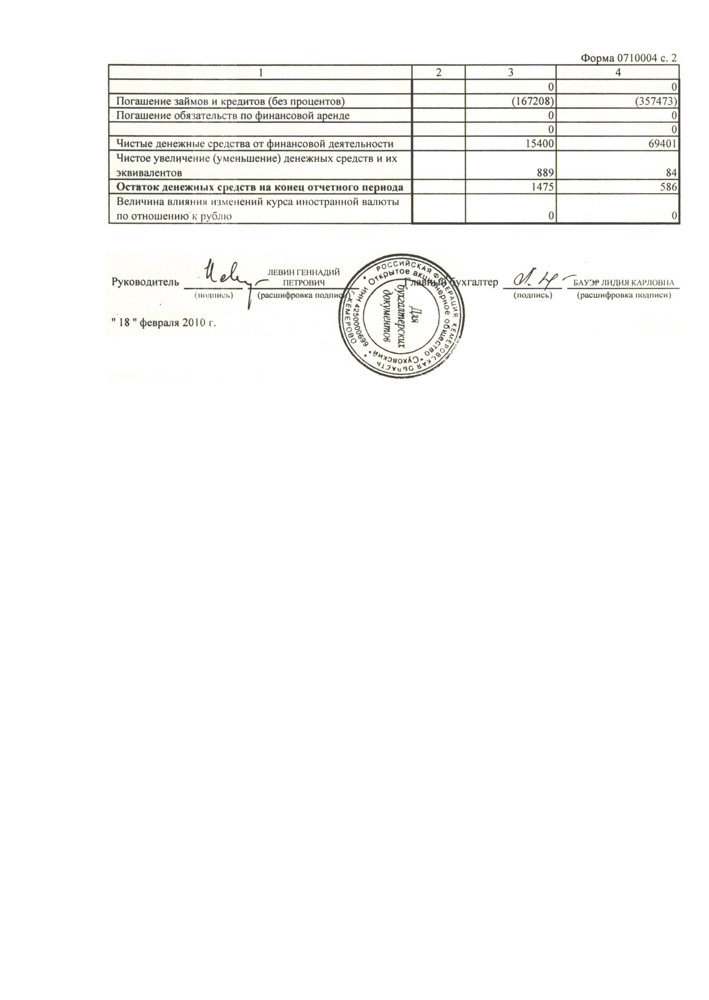 Форма 0710004 с. 2
1 2 3 4
0 0
Погашение займов и кредитов (без процентов) (167208) (357473)
Погашение обязательств по финансовой аренде 0 0
0 0
Чистые денежные средства от финансовой деятельности 15400 69401
Чистое увеличение (уменьшение) денежных средств и их
эквивалентов 889 84
Остаток денежных средств на конец отчетного периода 1475 586
Величина влияния изменений курса иностранной валюты
по отношению к рублю 0 0
ЛЕВИН ГЕННАДИЙ
Руководитель ПЕТРОВИЧ Главный бухгалтер БАУЭР ЛИДИЯ КАРЛОВНА
(подпись) (расшифровка подписи) (подпись) (расшифровка подписи)
" 18 " февраля 2010 г.
* РОССИЙСКАЯ ФЕДЕРАЦИЯ КЕМЕРОВСКАЯ ОБЛАСТЬ * г. КЕМЕРОВО
Открытое акционерное общество "Суховский" ИНН 4250000699
Для
бухгалтерских
документов